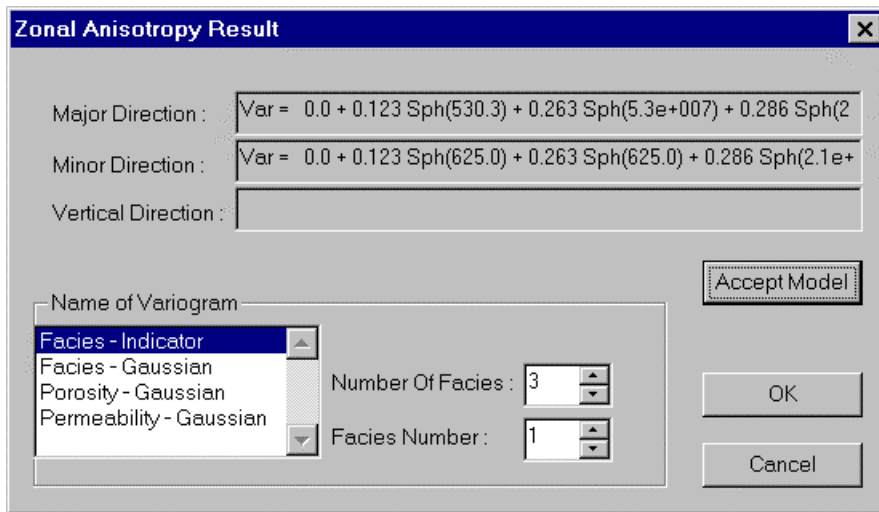 Zonal Anisotropy Result
Major Direction : Var = 0.0 + 0.123 Sph(530.3) + 0.263 Sph(5.3e+007) + 0.286 Sph(2
Minor Direction : Var = 0.0 + 0.123 Sph(625.0) + 0.263 Sph(625.0) + 0.286 Sph(2.1e+
Vertical Direction :
Accept Model
Name of Variogram
Facies - Indicator
Facies - Gaussian
Porosity - Gaussian
Permeability - Gaussian
Number Of Facies : 3
Facies Number : 1
OK
Cancel